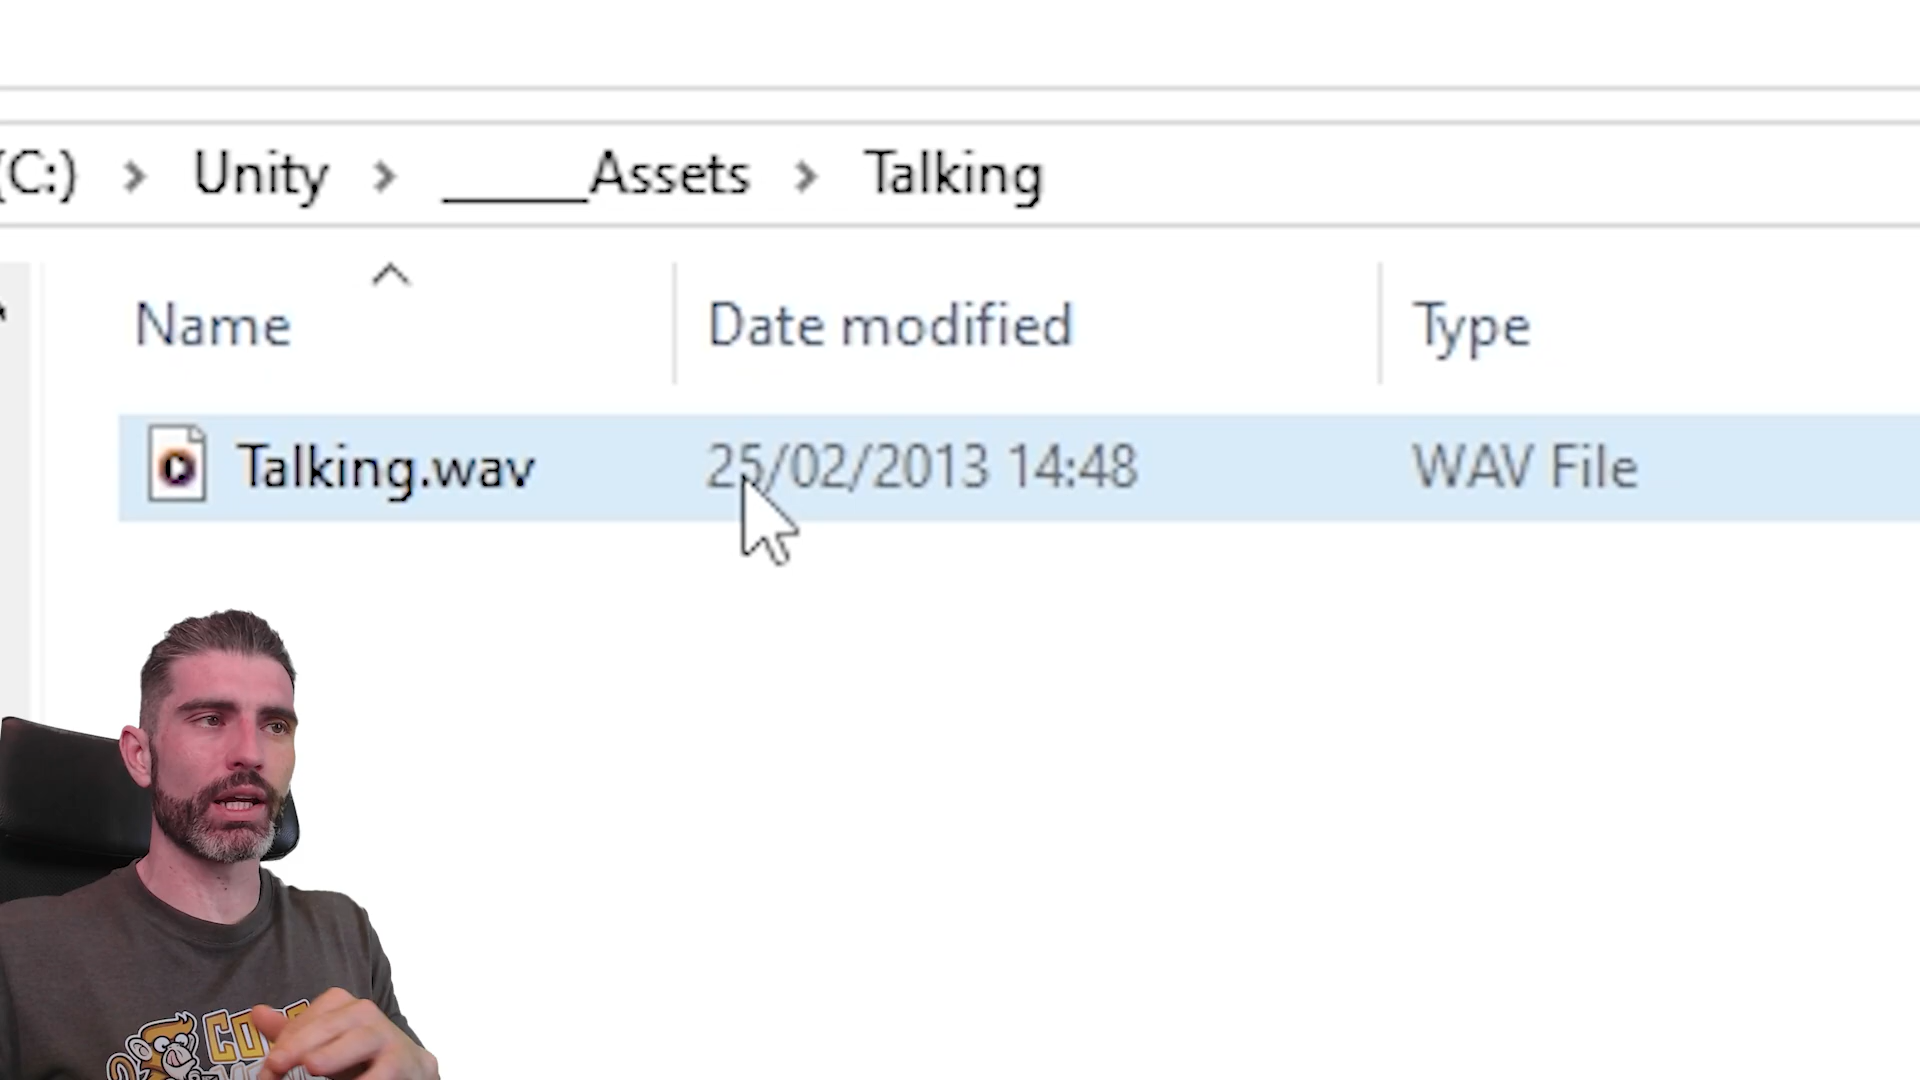 (C:) > Unity > _____Assets > Talking
Name Date modified Type
Talking.wav 25/02/2013 14:48 WAV File